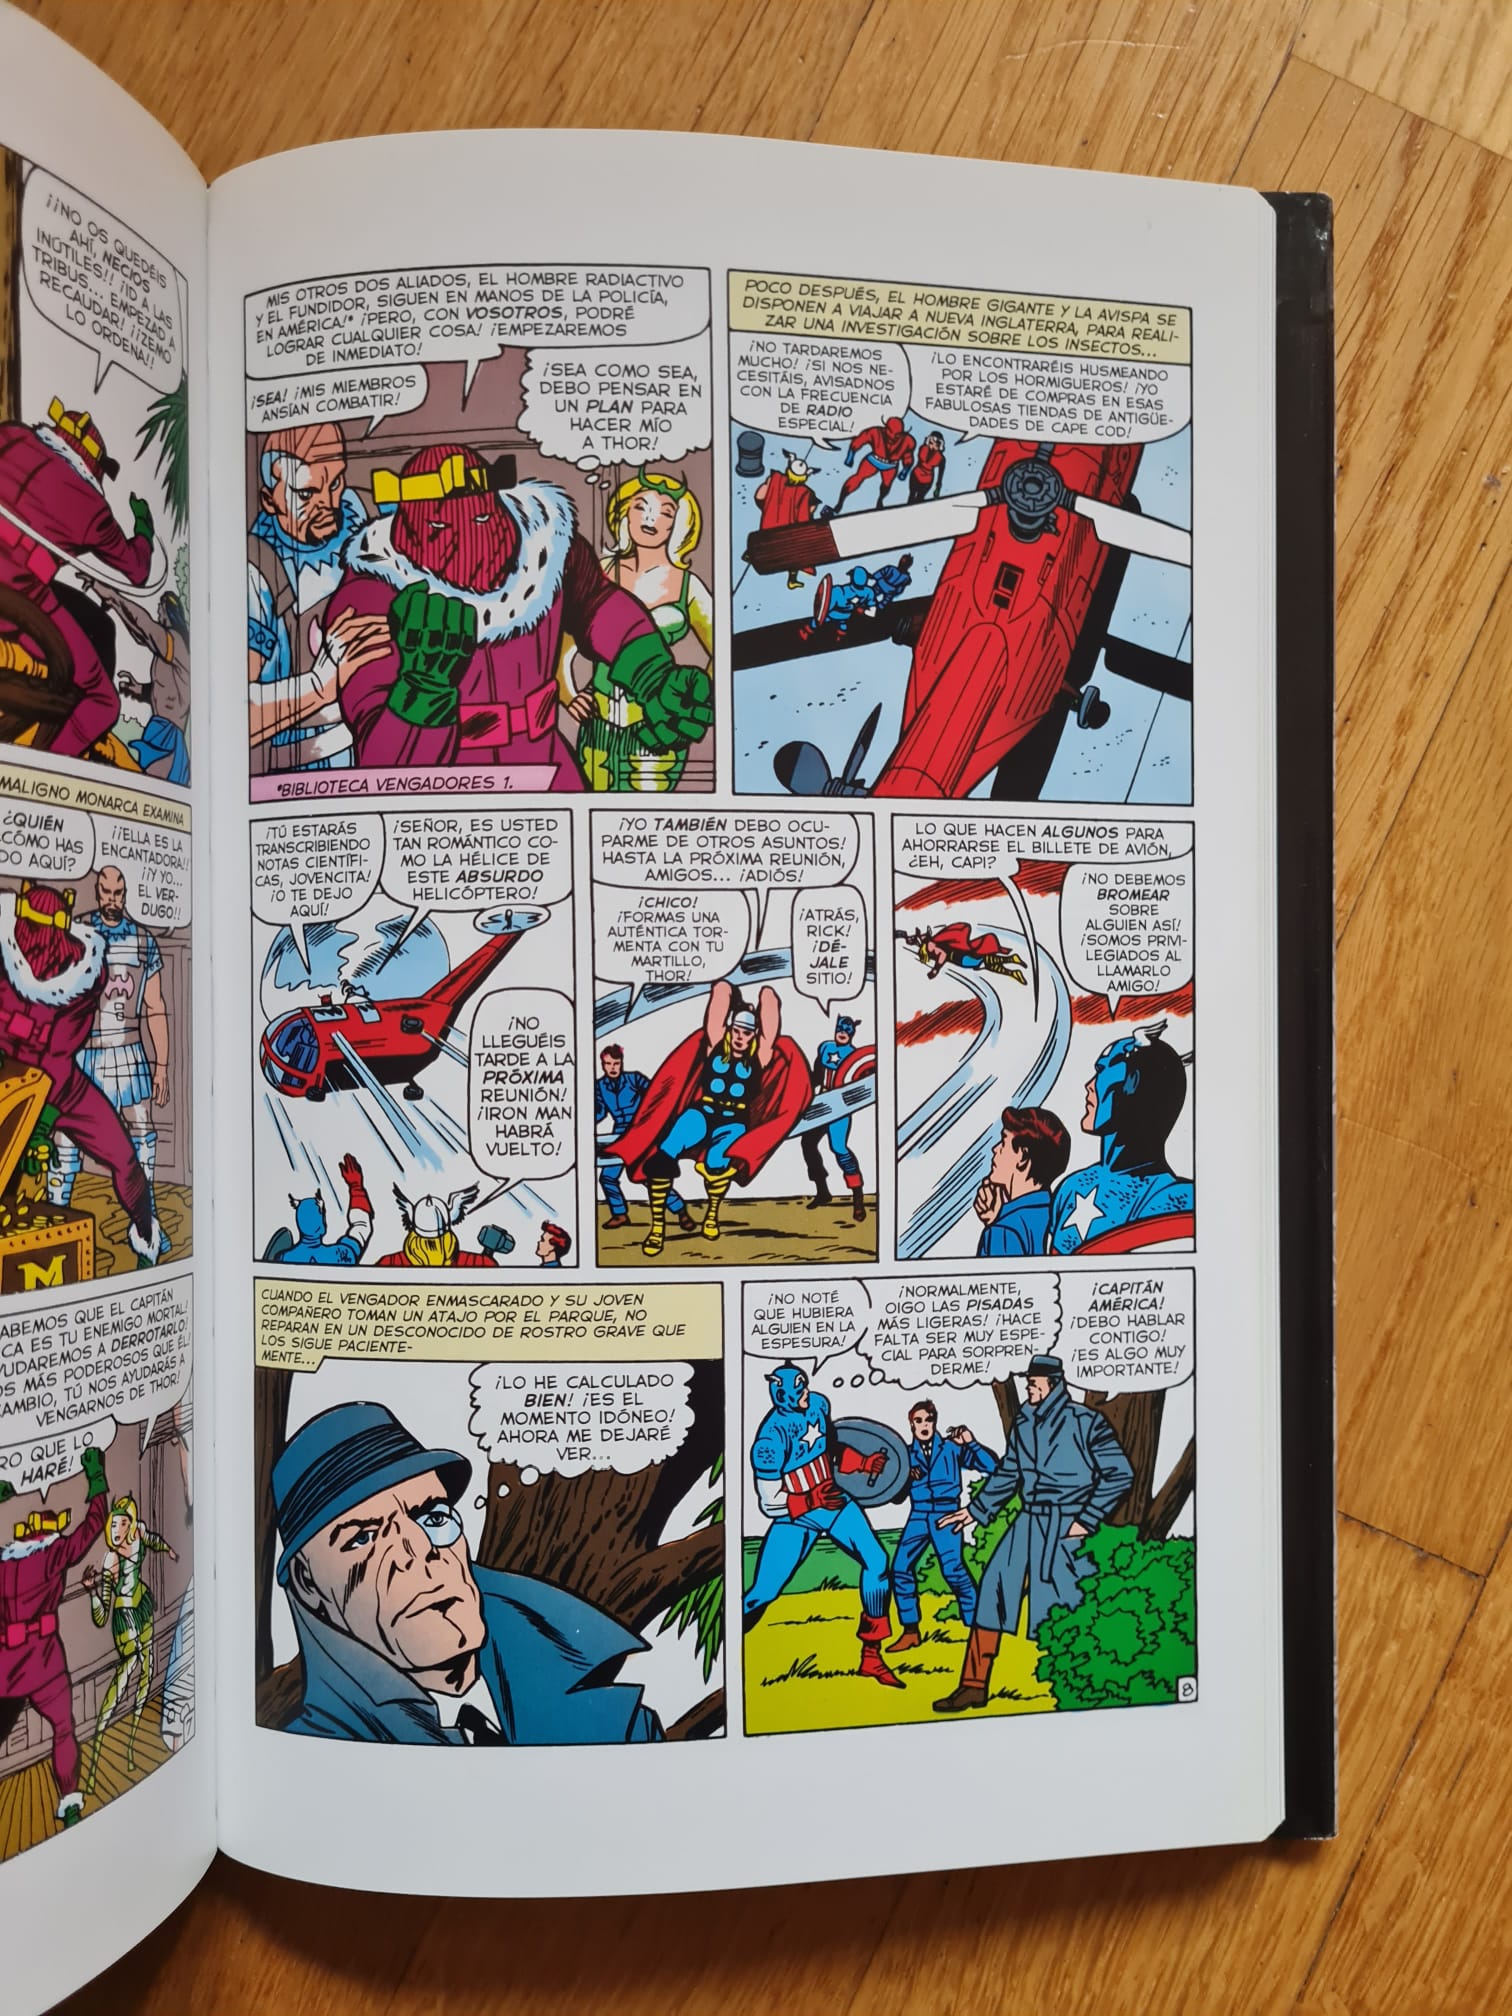 ¡¡NO OS QUEDÉIS
AHÍ, NECIOS
INÚTILES!! ¡ID A LAS
TRIBUS... EMPEZAD A
RECAUDAR! ¡¡ZEMO
LO ORDENA!!
MALIGNO MONARCA EXAMINA
¿QUIÉN
CÓMO HAS
DO AQUÍ?
¡¡ELLA ES LA
ENCANTADORA!!
¡¡Y YO...
EL VER-
DUGO!!
M
ABEMOS QUE EL CAPITÁN
CA ES TU ENEMIGO MORTAL!
YUDAREMOS A DERROTARLO!
OS MÁS PODEROSOS QUE ÉL!
CAMBIO, TÚ NOS AYUDARÁS A
VENGARNOS DE THOR!
RO QUE LO
HARÉ!
7
MIS OTROS DOS ALIADOS, EL HOMBRE RADIACTIVO
Y EL FUNDIDOR, SIGUEN EN MANOS DE LA POLICÍA,
EN AMÉRICA!* ¡PERO, CON VOSOTROS, PODRÉ
LOGRAR CUALQUIER COSA! ¡EMPEZAREMOS
DE INMEDIATO!
¡SEA! ¡MIS MIEMBROS
ANSÍAN COMBATIR!
¡SEA COMO SEA,
DEBO PENSAR EN
UN PLAN PARA
HACER MÍO
A THOR!
*BIBLIOTECA VENGADORES 1.
POCO DESPUÉS, EL HOMBRE GIGANTE Y LA AVISPA SE
DISPONEN A VIAJAR A NUEVA INGLATERRA, PARA REALI-
ZAR UNA INVESTIGACIÓN SOBRE LOS INSECTOS...
¡NO TARDAREMOS
MUCHO! ¡SI NOS NE-
CESITÁIS, AVISADNOS
CON LA FRECUENCIA
DE RADIO
ESPECIAL!
¡LO ENCONTRARÉIS HUSMEANDO
POR LOS HORMIGUEROS! ¡YO
ESTARÉ DE COMPRAS EN ESAS
FABULOSAS TIENDAS DE ANTIGÜE-
DADES DE CAPE COD!
¡TÚ ESTARÁS
TRANSCRIBIENDO
NOTAS CIENTÍFI-
CAS, JOVENCITA!
¡O TE DEJO
AQUÍ!
¡SEÑOR, ES USTED
TAN ROMÁNTICO CO-
MO LA HÉLICE DE
ESTE ABSURDO
HELICÓPTERO!
¡NO
LLEGUÉIS
TARDE A LA
PRÓXIMA
REUNIÓN!
¡IRON MAN
HABRÁ
VUELTO!
¡YO TAMBIÉN DEBO OCU-
PARME DE OTROS ASUNTOS!
HASTA LA PRÓXIMA REUNIÓN,
AMIGOS... ¡ADIÓS!
¡CHICO!
¡FORMAS UNA
AUTÉNTICA TOR-
MENTA CON TU
MARTILLO,
THOR!
¡ATRÁS,
RICK!
¡DÉ-
JALE
SITIO!
LO QUE HACEN ALGUNOS PARA
AHORRARSE EL BILLETE DE AVIÓN,
¿EH, CAPI?
¡NO DEBEMOS
BROMEAR
SOBRE
ALGUIEN ASÍ!
¡SOMOS PRIVI-
LEGIADOS AL
LLAMARLO
AMIGO!
CUANDO EL VENGADOR ENMASCARADO Y SU JOVEN
COMPAÑERO TOMAN UN ATAJO POR EL PARQUE, NO
REPARAN EN UN DESCONOCIDO DE ROSTRO GRAVE QUE
LOS SIGUE PACIENTE-
MENTE...
¡LO HE CALCULADO
BIEN! ¡ES EL
MOMENTO IDÓNEO!
AHORA ME DEJARÉ
VER...
¡NO NOTÉ
QUE HUBIERA
ALGUIEN EN LA
ESPESURA!
¡NORMALMENTE,
OIGO LAS PISADAS
MÁS LIGERAS! ¡HACE
FALTA SER MUY ESPE-
CIAL PARA SORPREN-
DERME!
¡CAPITÁN
AMÉRICA!
¡DEBO HABLAR
CONTIGO!
¡ES ALGO MUY
IMPORTANTE!
8